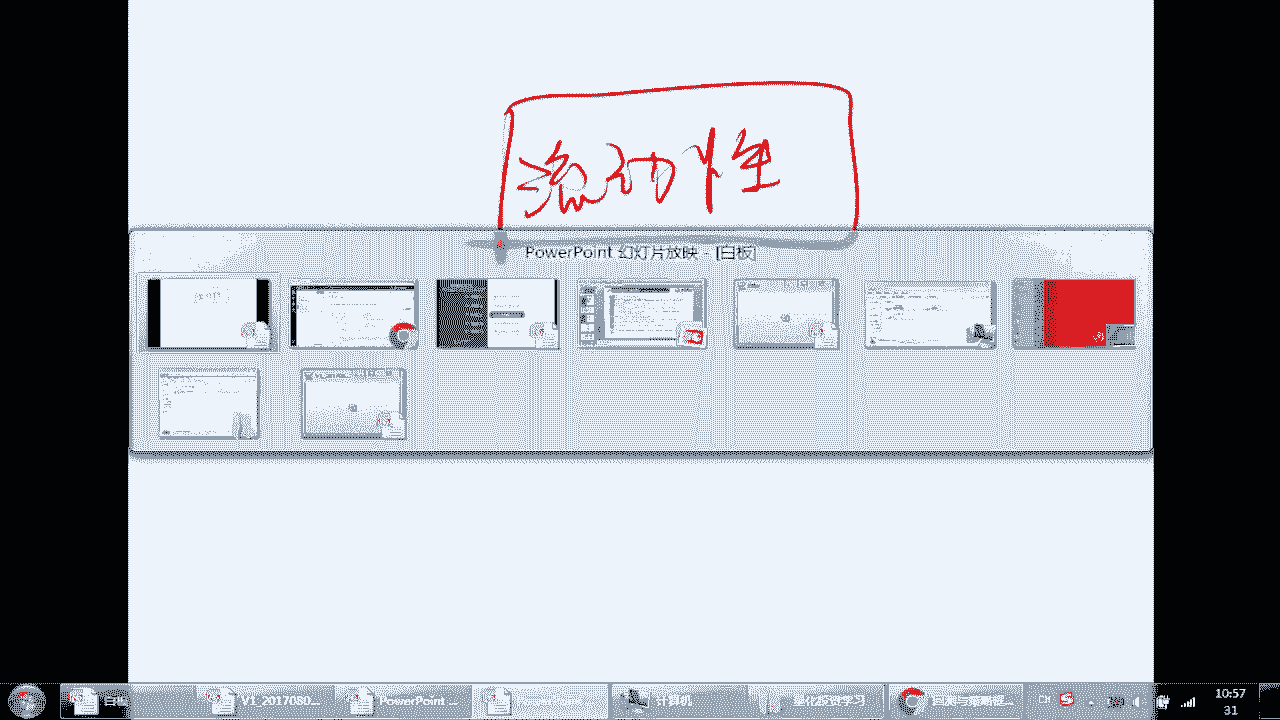 流动性
PowerPoint 幻灯片放映 - [白板]
白板
V1_2017080...
PowerPoint
计算机
量化投资学习
回测与策略框...
CH
10:57
31